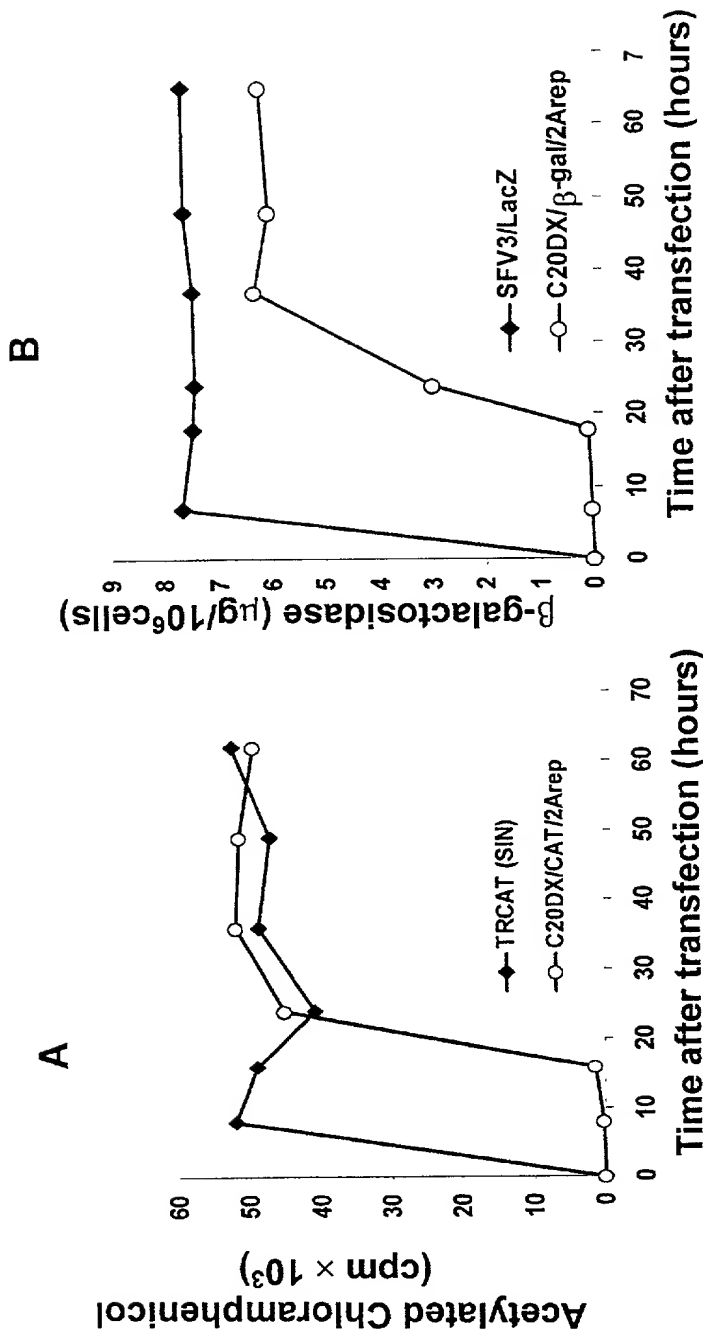 A
Acetylated Chloramphenicol
(cpm × 10³)
60
50
40
30
20
10
0
0 10 20 30 40 50 60 70
Time after transfection (hours)
TRCAT (SIN)
C20DX/CAT/2Arep
B
β-galactosidase (μg/10⁶cells)
9
8
7
6
5
4
3
2
1
0
0 10 20 30 40 50 60 7
Time after transfection (hours)
SFV3/LacZ
C20DX/β-gal/2Arep